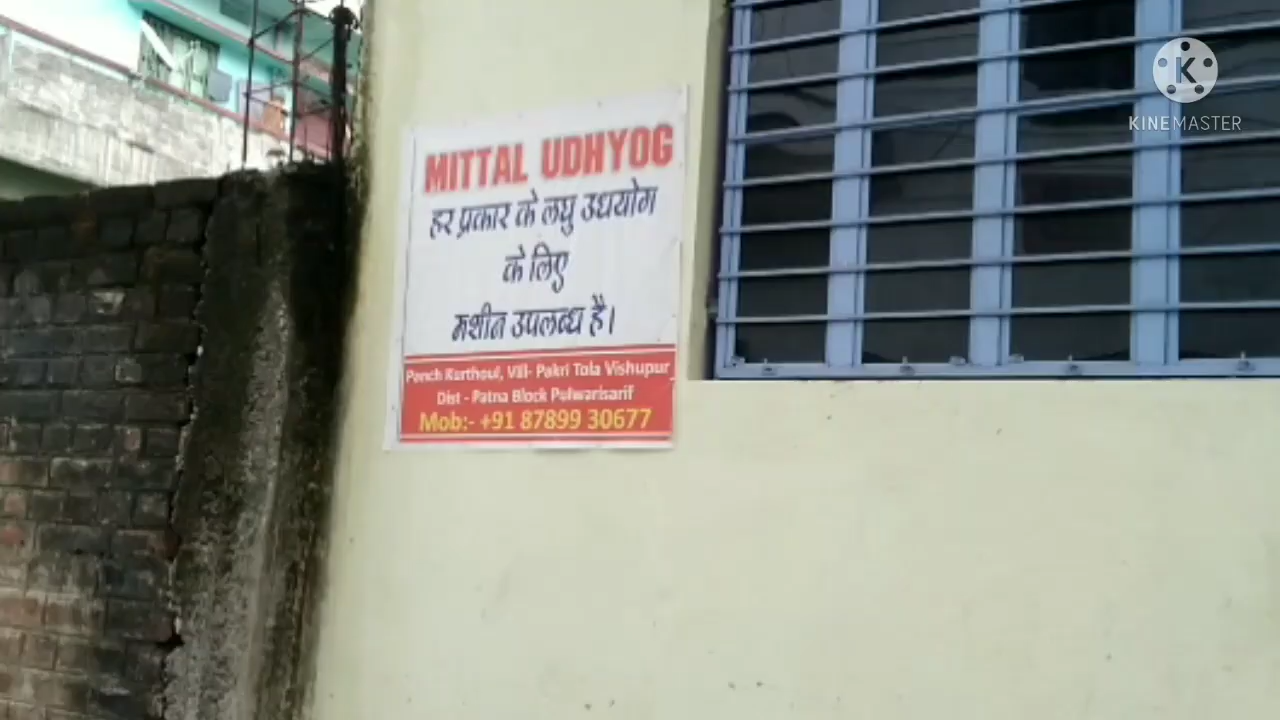 MITTAL UDHYOG
हर प्रकार के लघु उधयोग
के लिए
मशीन उपलब्ध है।
Panch Kurthoul, Vill- Pakri Tola Vishupur
Dist - Patna Block Pulwarisarif
Mob:- +91 87899 30677
K
KINEMASTER